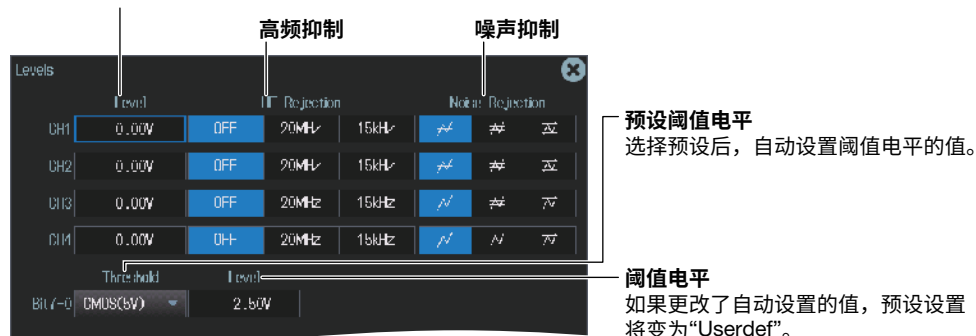 高频抑制 噪声抑制
Levels
Level HF Rejection Noise Rejection
CH1 0.00V OFF 20MHz 15kHz
CH2 0.00V OFF 20MHz 15kHz
CH3 0.00V OFF 20MHz 15kHz
CH4 0.00V OFF 20MHz 15kHz
Threshold Level
Bit7-0 CMOS(5V) 2.50V
预设阈值电平
选择预设后，自动设置阈值电平的值。
阈值电平
如果更改了自动设置的值，预设设置
将变为“Userdef”。